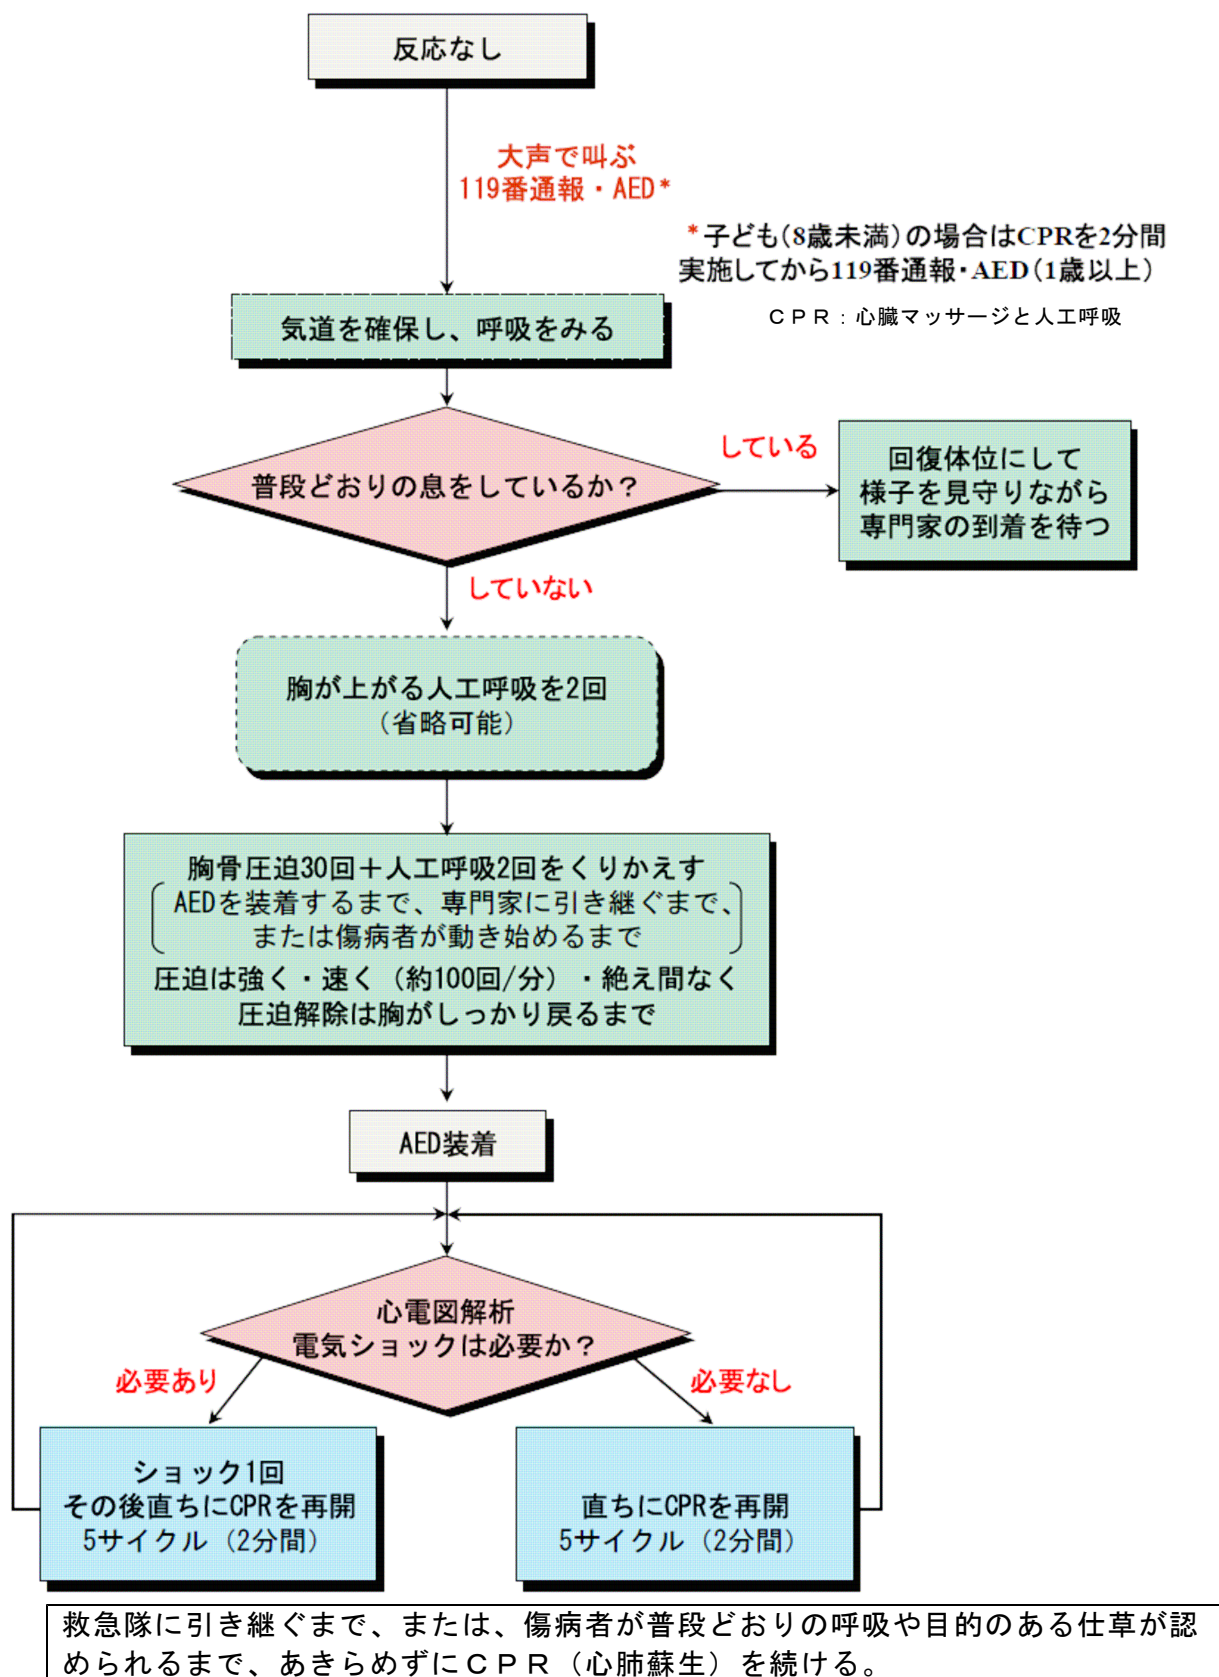 反応なし
大声で叫ぶ
119番通報・AED*
*子ども(8歳未満)の場合はCPRを2分間
実施してから119番通報・AED(1歳以上)
CPR:心臓マッサージと人工呼吸
気道を確保し、呼吸をみる
普段どおりの息をしているか?
している
回復体位にして
様子を見守りながら
専門家の到着を待つ
していない
胸が上がる人工呼吸を2回
(省略可能)
胸骨圧迫30回+人工呼吸2回をくりかえす
AEDを装着するまで、専門家に引き継ぐまで、
または傷病者が動き始めるまで
圧迫は強く・速く(約100回/分)・絶え間なく
圧迫解除は胸がしっかり戻るまで
AED装着
心電図解析
電気ショックは必要か?
必要あり
必要なし
ショック1回
その後直ちにCPRを再開
5サイクル(2分間)
直ちにCPRを再開
5サイクル(2分間)
救急隊に引き継ぐまで、または、傷病者が普段どおりの呼吸や目的のある仕草が認
められるまで、あきらめずにCPR(心肺蘇生)を続ける。